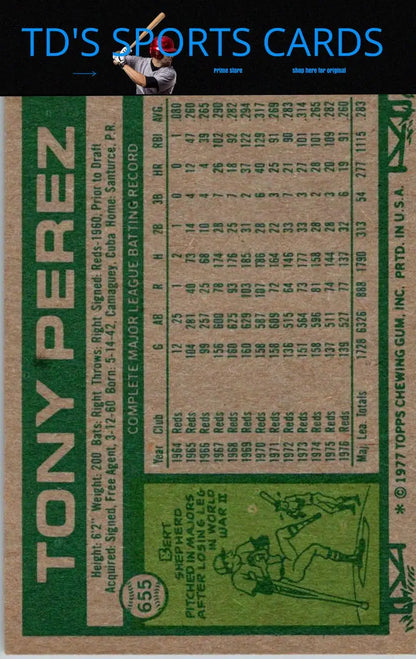 TD'S SPORTS CARDS
prime store
shop here for original
TONY PEREZ
Height: 6'2" Weight: 200 Bats: Right Throws: Right Signed: Reds-1960, Prior to Draft
Acquired: Signed, Free Agent, 3-12-60 Born: 5-14-42, Camaguey, Cuba Home: Santurce, P.R.
655
BERT
SHEPHERD
PITCHED IN MAJORS
AFTER LOSING LEG
IN WORLD
WAR II
COMPLETE MAJOR LEAGUE BATTING RECORD
Year Club G AB R H 2B 3B HR RBI AVG.
1964 Reds 12 25 1 2 1 0 0 1 .080
1965 Reds 104 281 40 73 14 4 12 47 .260
1966 Reds 99 257 25 68 10 4 4 39 .265
1967 Reds 156 600 78 174 28 7 26 102 .290
1968 Reds 160 625 93 176 25 7 18 92 .282
1969 Reds 160 629 103 185 31 2 37 122 .294
1970 Reds 158 587 107 186 28 6 40 129 .317
1971 Reds 158 609 72 164 22 3 25 91 .269
1972 Reds 136 515 64 146 33 7 21 90 .283
1973 Reds 151 564 73 177 33 3 27 101 .314
1974 Reds 158 596 81 158 28 2 28 101 .265
1975 Reds 137 511 74 144 28 3 20 109 .282
1976 Reds 139 527 77 137 32 6 19 91 .260
Maj. Lea. Totals 1728 6326 888 1790 313 54 277 1115 .283
* © 1977 TOPPS CHEWING GUM, INC. PRTD. IN U.S.A.